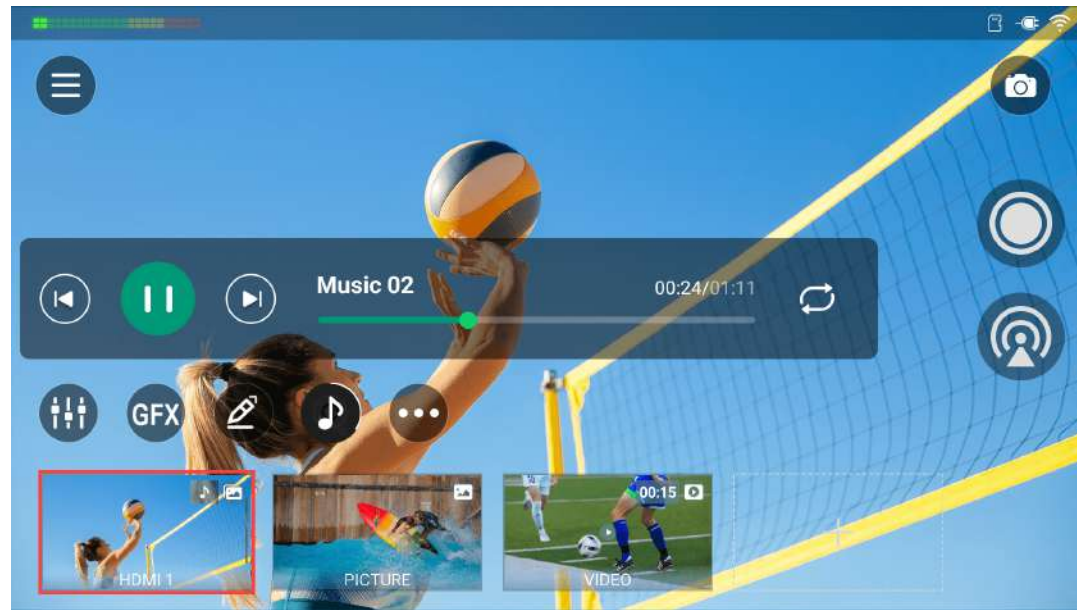 Music 02
00:24/01:11
GFX
00:15
HDMI 1
PICTURE
VIDEO